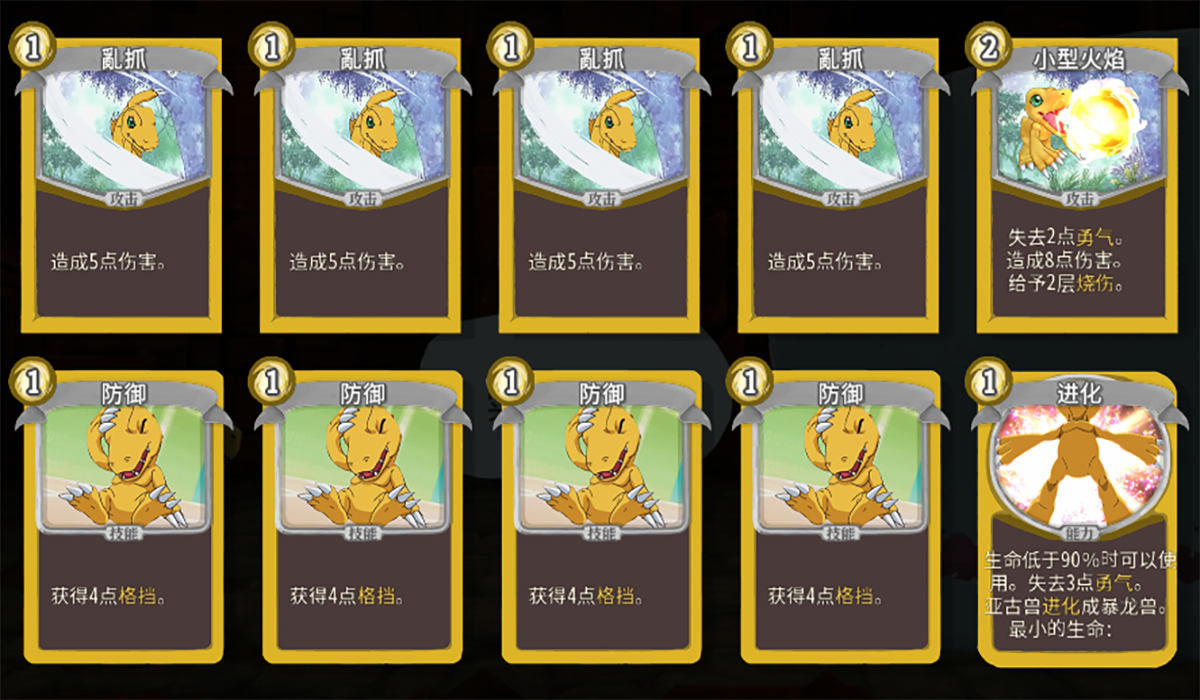 1
亂抓
攻击
造成5点伤害。
1
亂抓
攻击
造成5点伤害。
1
亂抓
攻击
造成5点伤害。
1
亂抓
攻击
造成5点伤害。
2
小型火焰
攻击
失去2点勇气。
造成8点伤害。
给予2层烧伤。
1
防御
技能
获得4点格挡。
1
防御
技能
获得4点格挡。
1
防御
技能
获得4点格挡。
1
防御
技能
获得4点格挡。
1
进化
能力
生命低于90%时可以使
用。失去3点勇气。
亚古兽进化成暴龙兽。
最小的生命：